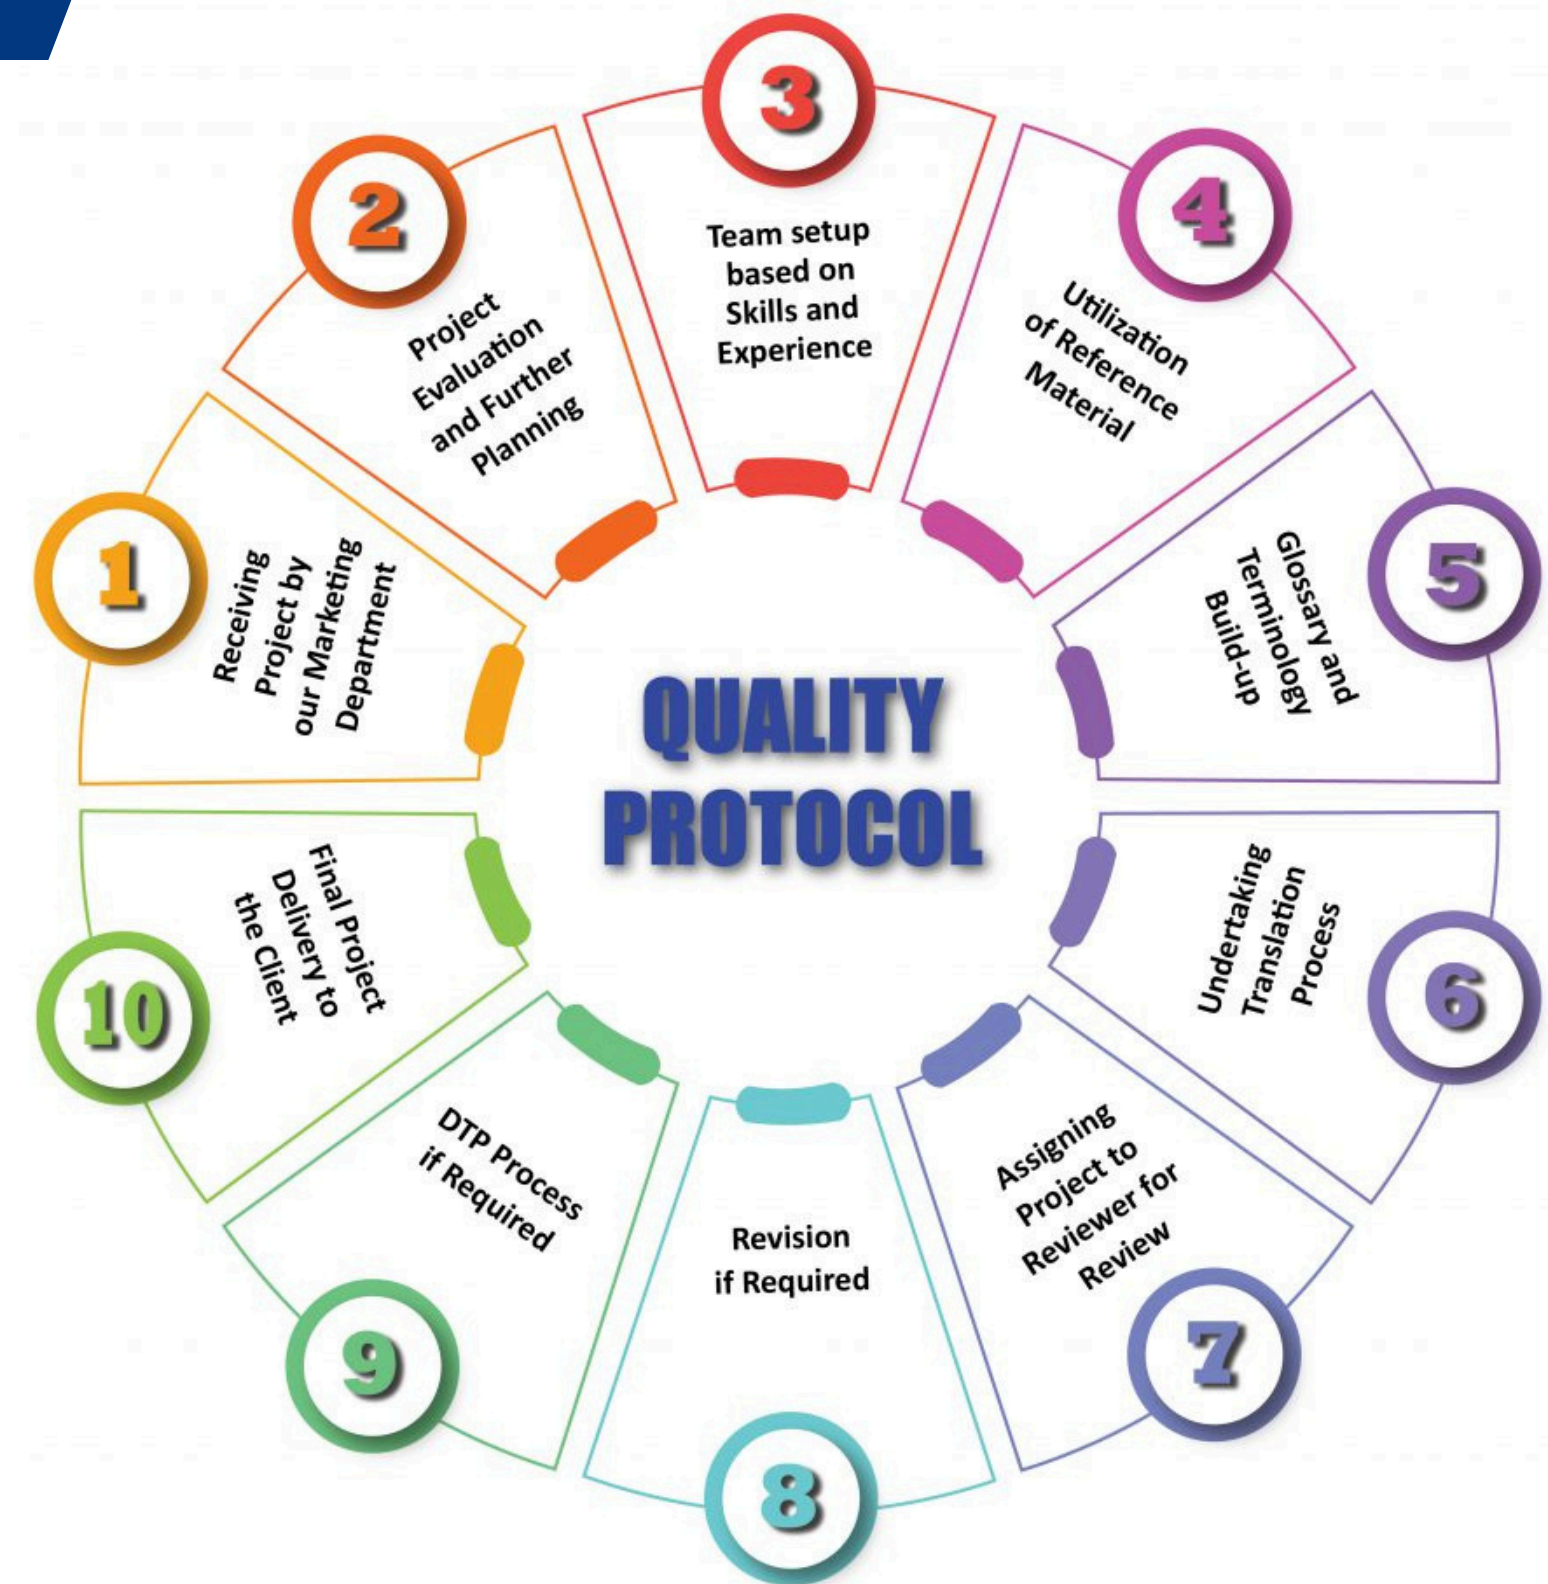 QUALITY
PROTOCOL
1
Receiving
Project by
our Marketing
Department
2
Project
Evaluation
and Further
Planning
3
Team setup
based on
Skills and
Experience
4
Utilization
of Reference
Material
5
Glossary and
Terminology
Build-up
6
Undertaking
Translation
Process
7
Assigning
Project to
Reviewer for
Review
8
Revision
if Required
9
DTP Process
if Required
10
Final Project
Delivery to
the Client